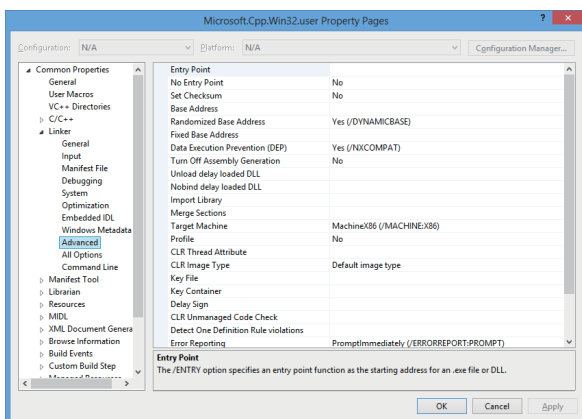 Microsoft.Cpp.Win32.user Property Pages
? ×
Configuration: N/A Platform: N/A Configuration Manager...
Common Properties
General
User Macros
VC++ Directories
C/C++
Linker
General
Input
Manifest File
Debugging
System
Optimization
Embedded IDL
Windows Metadata
Advanced
All Options
Command Line
Manifest Tool
Librarian
Resources
MIDL
XML Document Genera
Browse Information
Build Events
Custom Build Step
Managed Resources
Entry Point
No Entry Point No
Set Checksum No
Base Address
Randomized Base Address Yes (/DYNAMICBASE)
Fixed Base Address
Data Execution Prevention (DEP) Yes (/NXCOMPAT)
Turn Off Assembly Generation No
Unload delay loaded DLL
Nobind delay loaded DLL
Import Library
Merge Sections
Target Machine MachineX86 (/MACHINE:X86)
Profile No
CLR Thread Attribute
CLR Image Type Default image type
Key File
Key Container
Delay Sign
CLR Unmanaged Code Check
Detect One Definition Rule violations
Error Reporting PromptImmediately (/ERRORREPORT:PROMPT)
Entry Point
The /ENTRY option specifies an entry point function as the starting address for an .exe file or DLL.
OK Cancel Apply